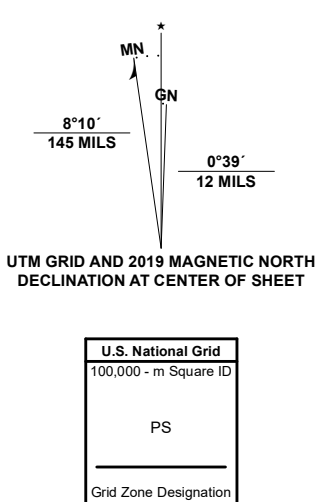 ★
MN
GN
8°10´
145 MILS
0°39´
12 MILS
UTM GRID AND 2019 MAGNETIC NORTH
DECLINATION AT CENTER OF SHEET
U.S. National Grid
100,000 - m Square ID
PS
Grid Zone Designation